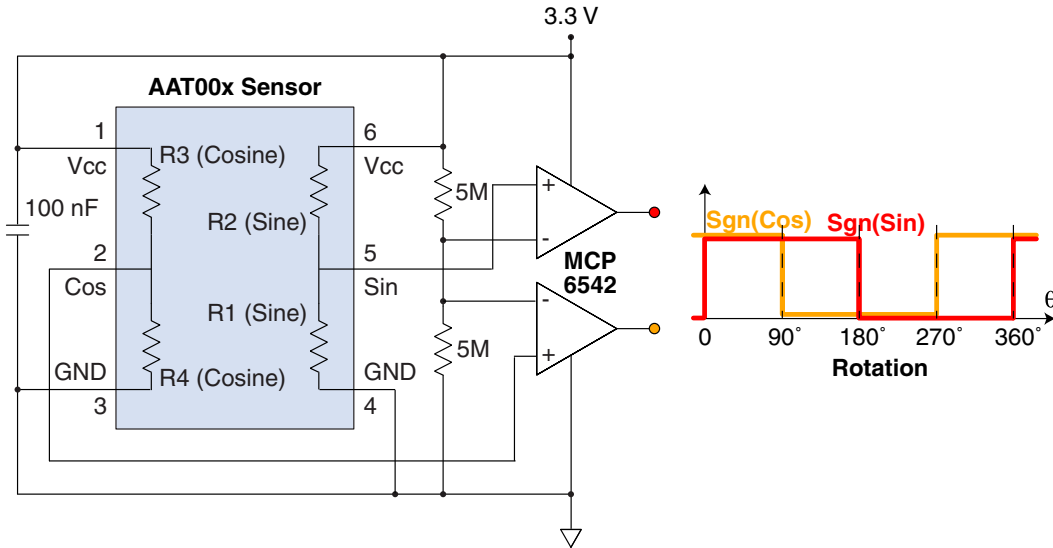 3.3 V
AAT00x Sensor
1
Vcc
R3 (Cosine)
6
Vcc
100 nF
R2 (Sine)
5M
2
Cos
5
Sin
R1 (Sine)
GND
3
R4 (Cosine)
GND
4
5M
+
-
MCP
6542
-
+
Sgn(Cos)
Sgn(Sin)
θ
0
90˚
180˚
270˚
360˚
Rotation